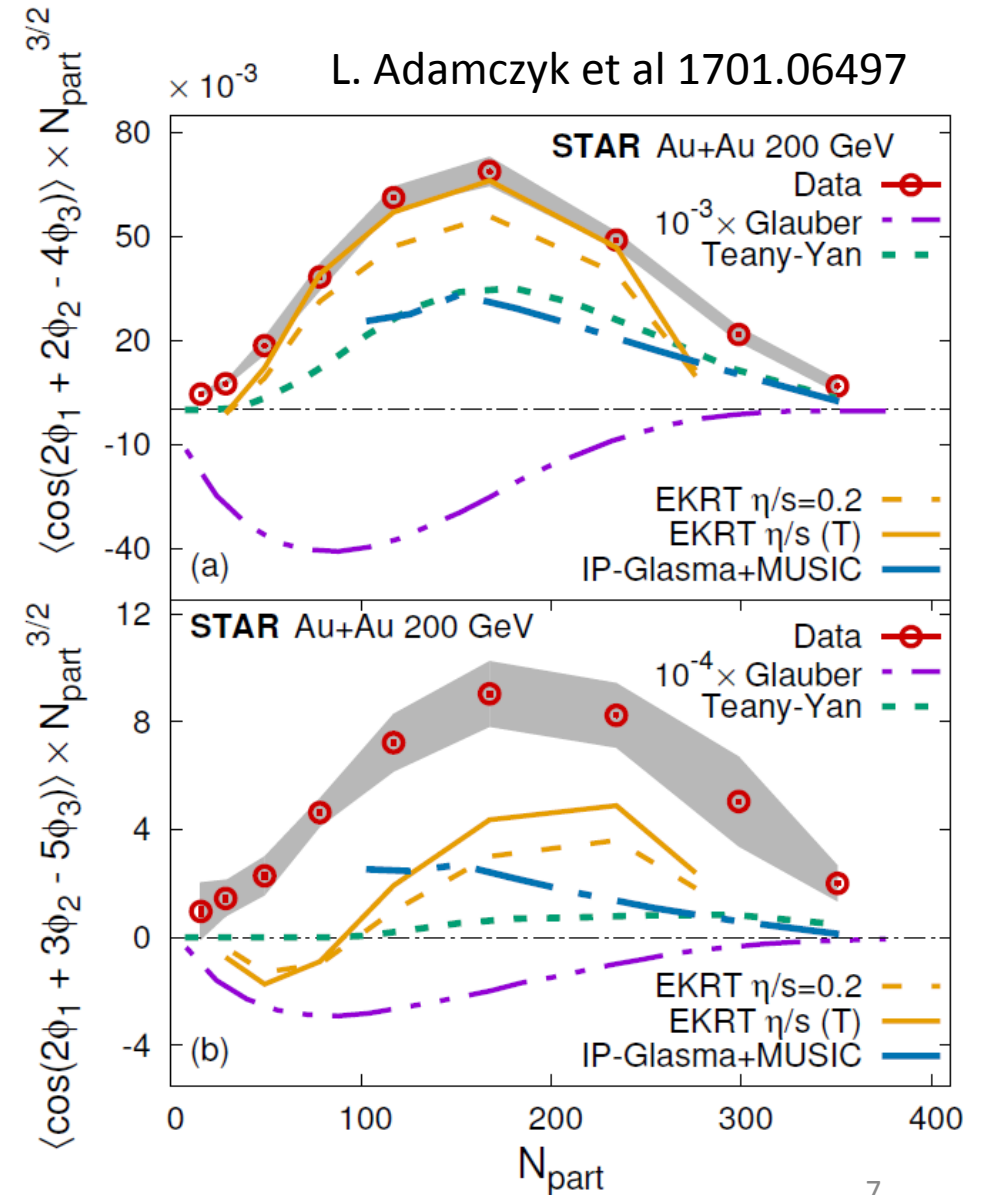 L. Adamczyk et al 1701.06497
× 10⁻³
⟨cos(2ϕ₁ + 2ϕ₂ - 4ϕ₃)⟩ × N_part^3/2
80
50
20
-10
-40
STAR Au+Au 200 GeV
Data
10⁻³× Glauber
Teany-Yan
EKRT η/s=0.2
EKRT η/s (T)
IP-Glasma+MUSIC
(a)
⟨cos(2ϕ₁ + 3ϕ₂ - 5ϕ₃)⟩ × N_part^3/2
12
8
4
0
-4
STAR Au+Au 200 GeV
Data
10⁻⁴× Glauber
Teany-Yan
EKRT η/s=0.2
EKRT η/s (T)
IP-Glasma+MUSIC
(b)
0 100 200 300 400
N_part
7